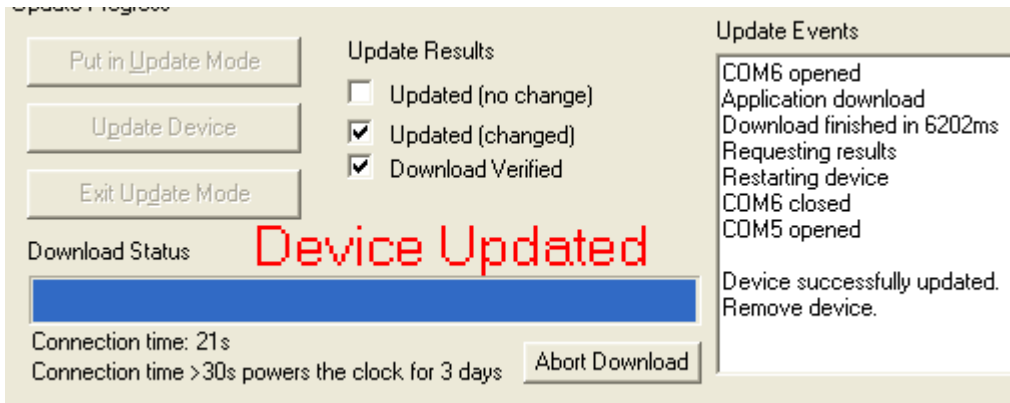 Update Progress
Put in Update Mode
Update Device
Exit Update Mode
Update Results
Updated (no change)
Updated (changed)
Download Verified
Download Status
Device Updated
Connection time: 21s
Connection time >30s powers the clock for 3 days
Abort Download
Update Events
COM6 opened
Application download
Download finished in 6202ms
Requesting results
Restarting device
COM6 closed
COM5 opened
Device successfully updated.
Remove device.